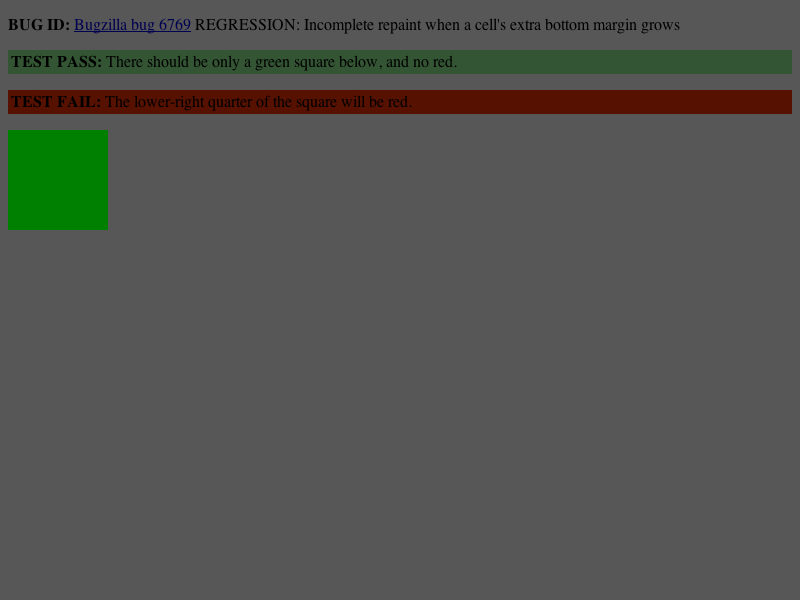 BUG ID: Bugzilla bug 6769 REGRESSION: Incomplete repaint when a cell's extra bottom margin grows
TEST PASS: There should be only a green square below, and no red.
TEST FAIL: The lower-right quarter of the square will be red.